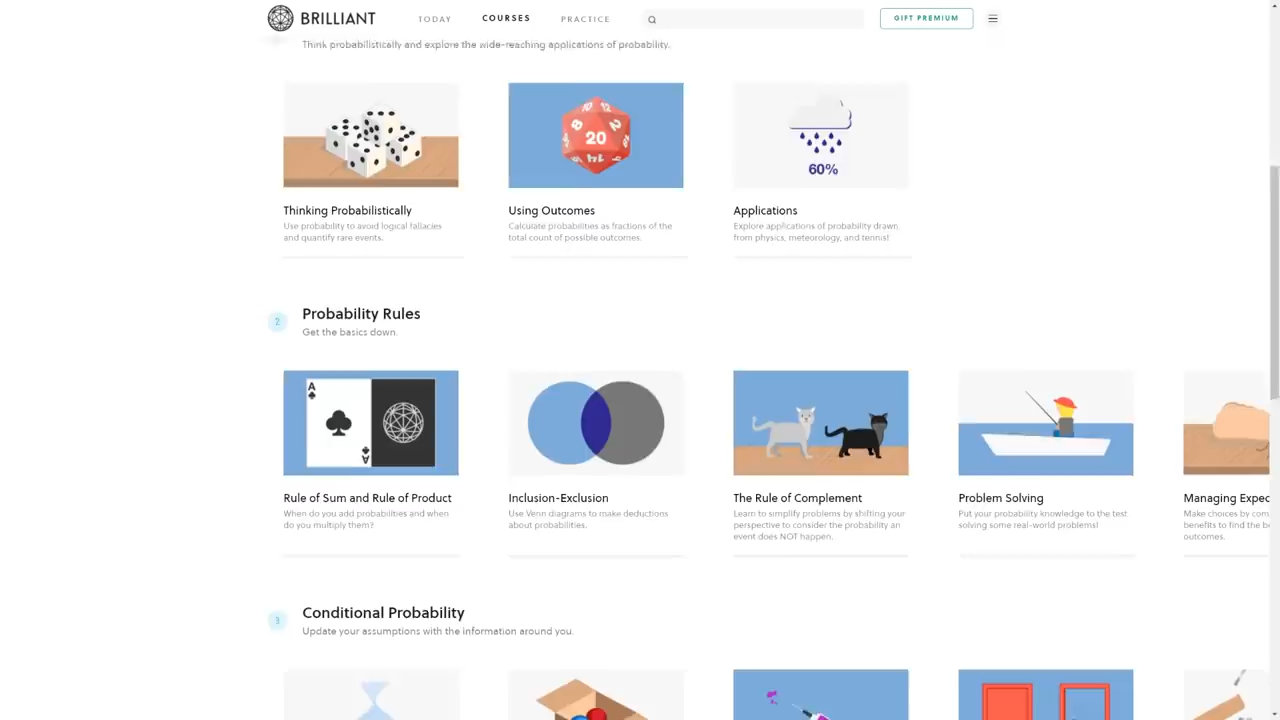 BRILLIANT
TODAY
COURSES
PRACTICE
GIFT PREMIUM
Think probabilistically and explore the wide-reaching applications of probability.
20
60%
Thinking Probabilistically
Use probability to avoid logical fallacies
and quantify rare events.
Using Outcomes
Calculate probabilities as fractions of the
total count of possible outcomes.
Applications
Explore applications of probability drawn
from physics, meteorology, and tennis!
2
Probability Rules
Get the basics down.
A
A
Rule of Sum and Rule of Product
When do you add probabilities and when
do you multiply them?
Inclusion-Exclusion
Use Venn diagrams to make deductions
about probabilities.
The Rule of Complement
Learn to simplify problems by shifting your
perspective to consider the probability an
event does NOT happen.
Problem Solving
Put your probability knowledge to the test
solving some real-world problems!
Managing Expec
Make choices by com
benefits to find the b
outcomes.
3
Conditional Probability
Update your assumptions with the information around you.